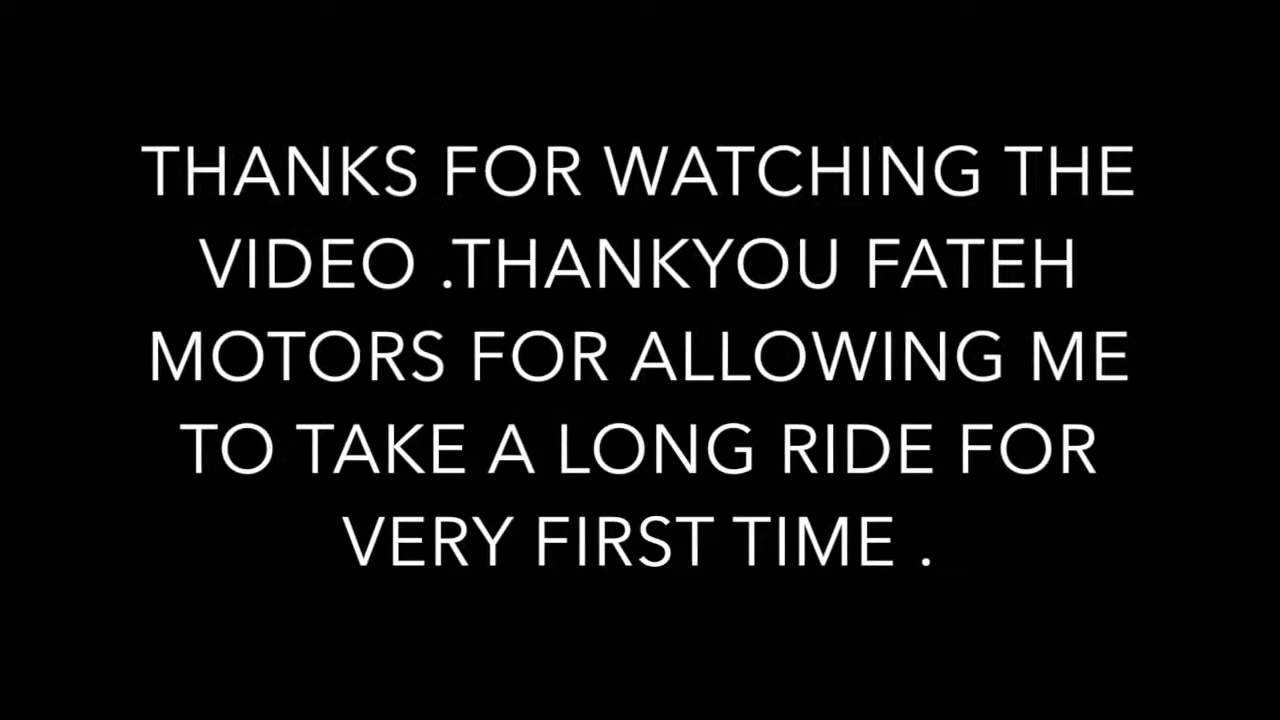 THANKS FOR WATCHING THE
VIDEO .THANKYOU FATEH
MOTORS FOR ALLOWING ME
TO TAKE A LONG RIDE FOR
VERY FIRST TIME .